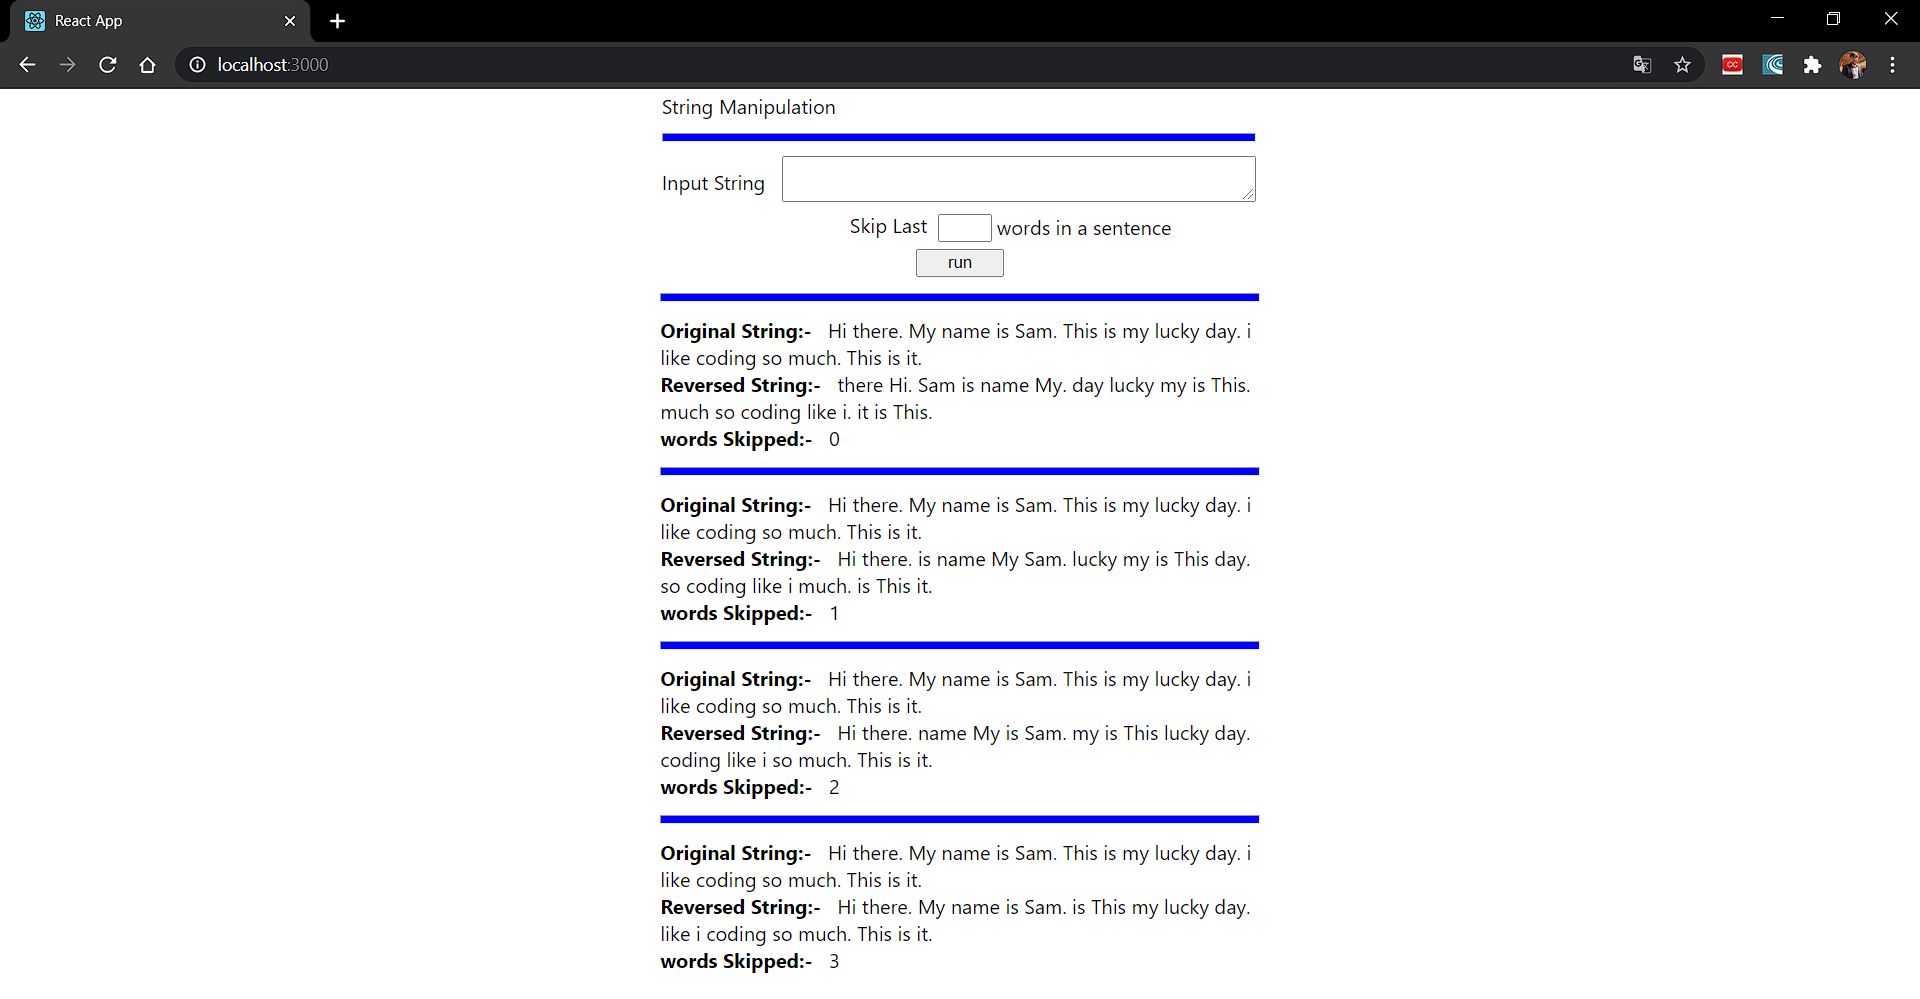 React App
localhost:3000
String Manipulation
Input String
Skip Last words in a sentence
run
Original String:- Hi there. My name is Sam. This is my lucky day. i
like coding so much. This is it.
Reversed String:- there Hi. Sam is name My. day lucky my is This.
much so coding like i. it is This.
words Skipped:- 0
Original String:- Hi there. My name is Sam. This is my lucky day. i
like coding so much. This is it.
Reversed String:- Hi there. is name My Sam. lucky my is This day.
so coding like i much. is This it.
words Skipped:- 1
Original String:- Hi there. My name is Sam. This is my lucky day. i
like coding so much. This is it.
Reversed String:- Hi there. name My is Sam. my is This lucky day.
coding like i so much. This is it.
words Skipped:- 2
Original String:- Hi there. My name is Sam. This is my lucky day. i
like coding so much. This is it.
Reversed String:- Hi there. My name is Sam. is This my lucky day.
like i coding so much. This is it.
words Skipped:- 3